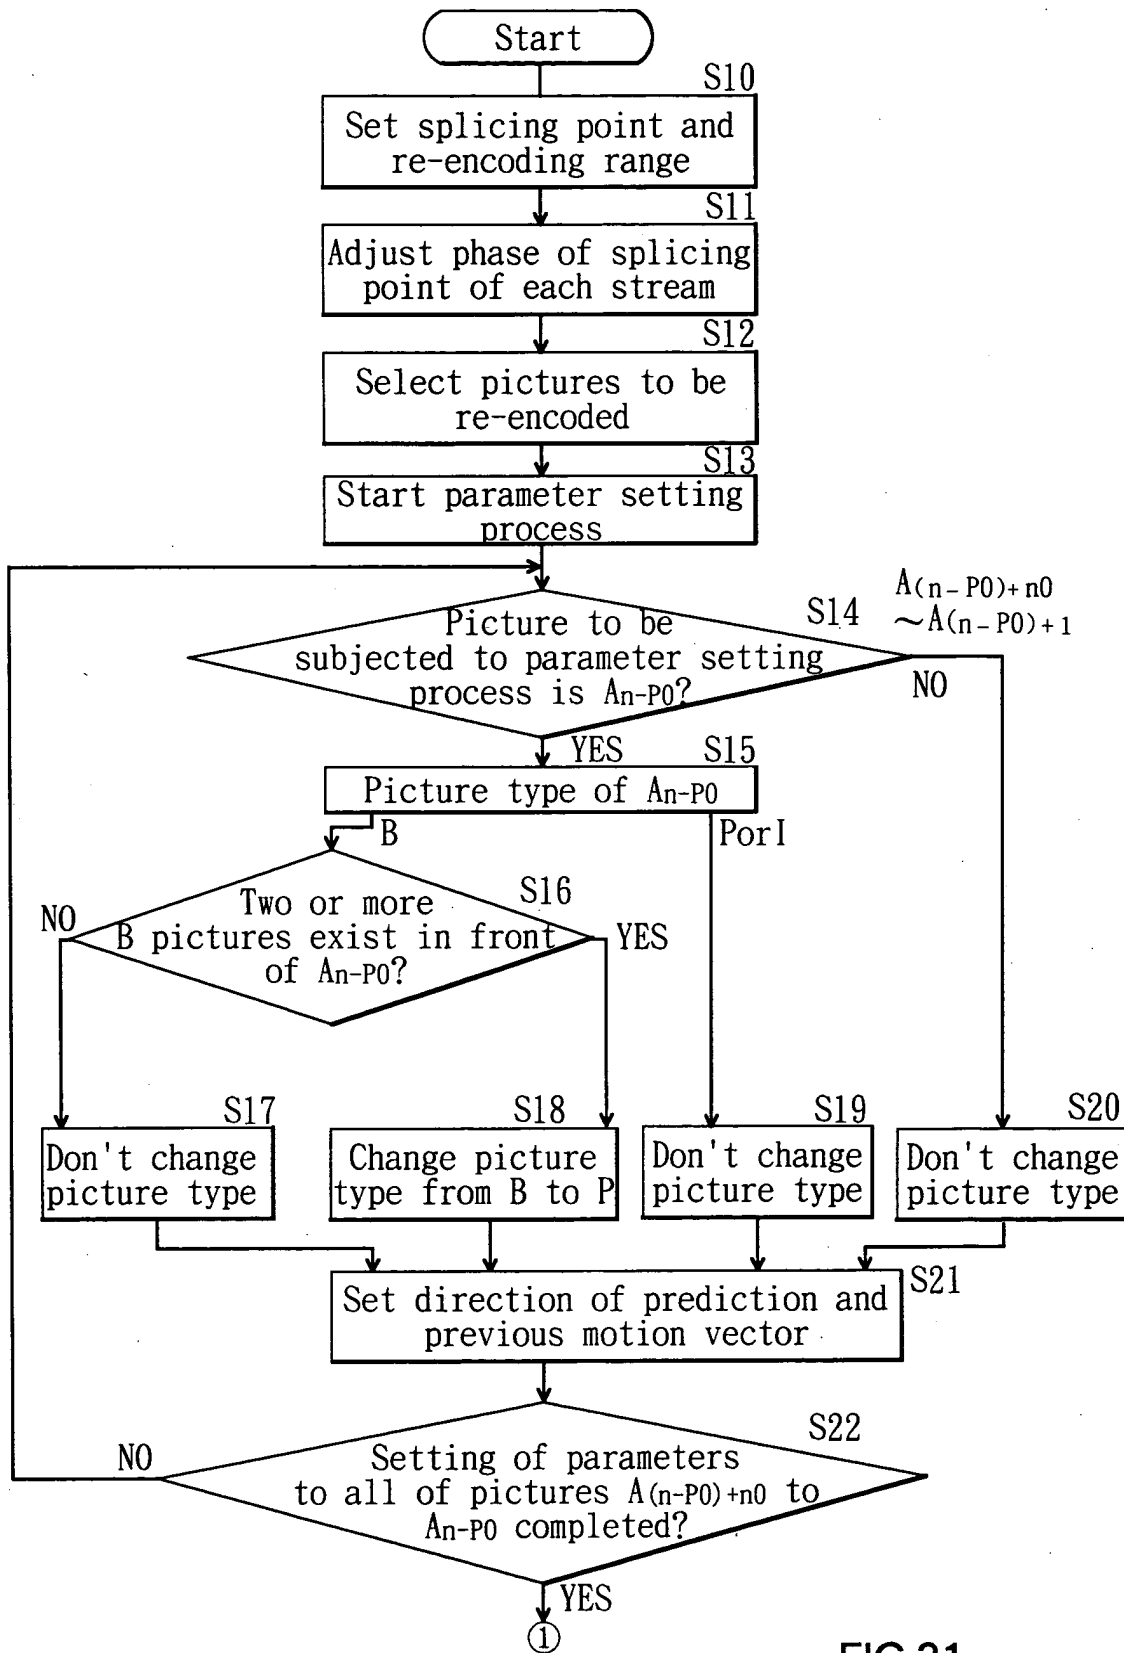 Start
S10
Set splicing point and
re-encoding range
S11
Adjust phase of splicing
point of each stream
S12
Select pictures to be
re-encoded
S13
Start parameter setting
process
A(n-P0)+n0
~A(n-P0)+1
S14
Picture to be
subjected to parameter setting
process is An-P0?
NO
YES
S15
Picture type of An-P0
B
PorI
S16
Two or more
B pictures exist in front
of An-P0?
NO
YES
S17
Don't change
picture type
S18
Change picture
type from B to P
S19
Don't change
picture type
S20
Don't change
picture type
S21
Set direction of prediction and
previous motion vector
S22
Setting of parameters
to all of pictures A(n-P0)+n0 to
An-P0 completed?
NO
YES
①